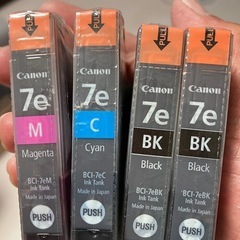 PULL
Canon
7e
M
Magenta
BCI-7eM
Ink Tank
Made in Japan
PUSH
Canon
7e
C
Cyan
BCI-7eC
Ink Tank
Made in Japan
PUSH
PULL
Canon
7e
BK
Black
BCI-7eBK
Ink Tank
Made in Japan
PUSH
PULL
Canon
7e
BK
Black
BCI-7eBK
Ink Tank
Made in Japan
PUSH